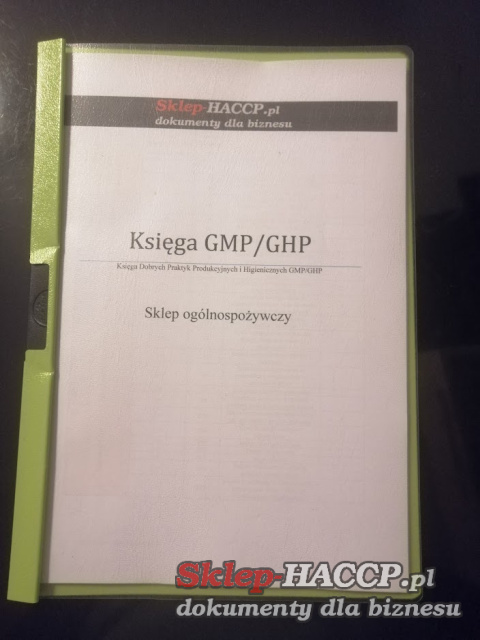 Sklep-HACCP.pl
dokumenty dla biznesu
Księga GMP/GHP
Księga Dobrych Praktyk Produkcyjnych i Higienicznych GMP/GHP
Sklep ogólnospożywczy
Sklep-HACCP.pl
dokumenty dla biznesu